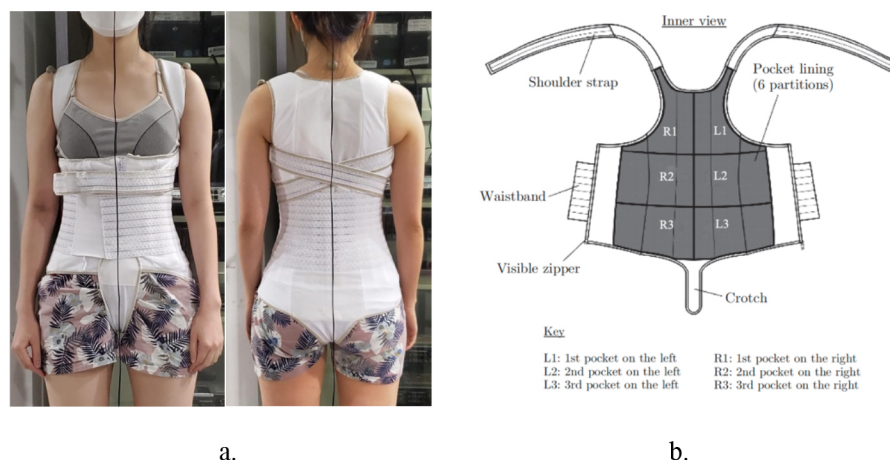 Inner view
Shoulder strap
Pocket lining
(6 partitions)
R1
L1
R2
L2
Waistband
R3
L3
Visible zipper
Crotch
Key
L1: 1st pocket on the left
R1: 1st pocket on the right
L2: 2nd pocket on the left
R2: 2nd pocket on the right
L3: 3rd pocket on the left
R3: 3rd pocket on the right
a.
b.